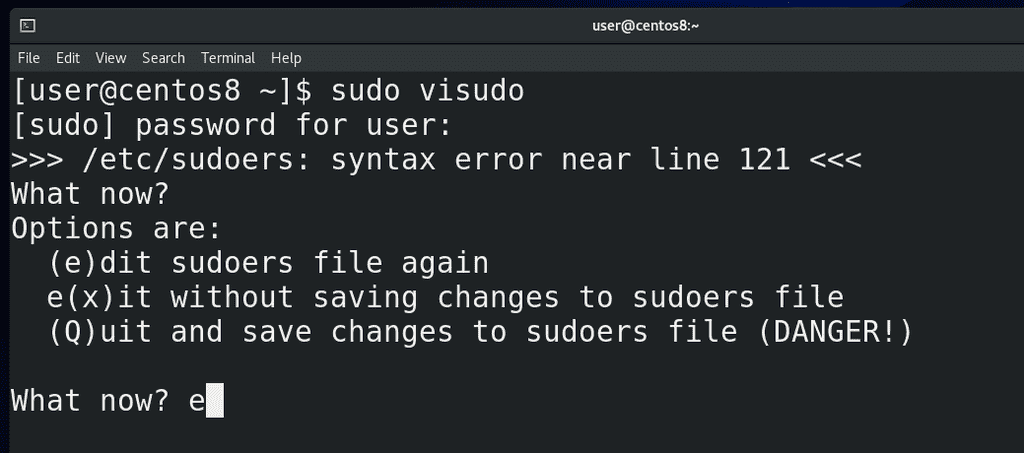 user@centos8:~
File Edit View Search Terminal Help
[user@centos8 ~]$ sudo visudo
[sudo] password for user:
>>> /etc/sudoers: syntax error near line 121 <<<
What now?
Options are:
  (e)dit sudoers file again
  e(x)it without saving changes to sudoers file
  (Q)uit and save changes to sudoers file (DANGER!)

What now? e